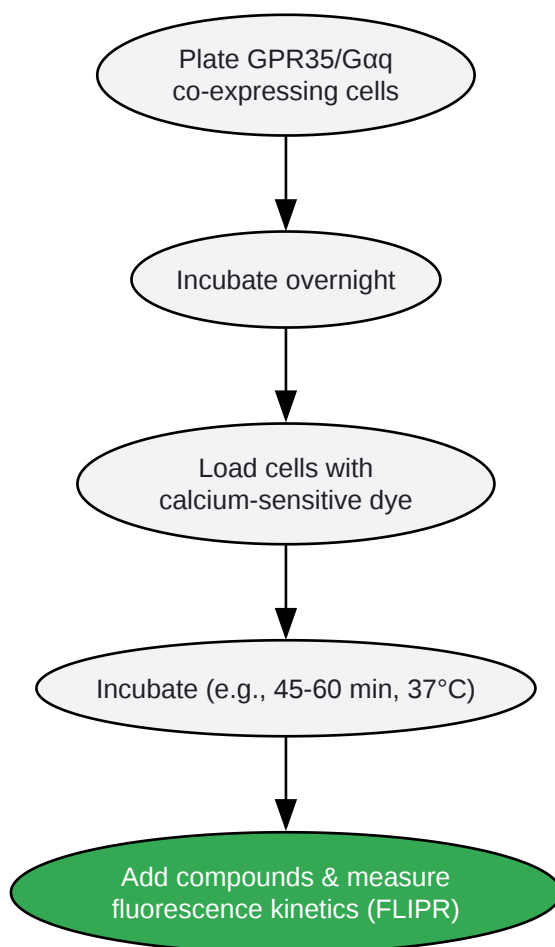 Plate GPR35/Gαq
co-expressing cells
Incubate overnight
Load cells with
calcium-sensitive dye
Incubate (e.g., 45-60 min, 37°C)
Add compounds & measure
fluorescence kinetics (FLIPR)